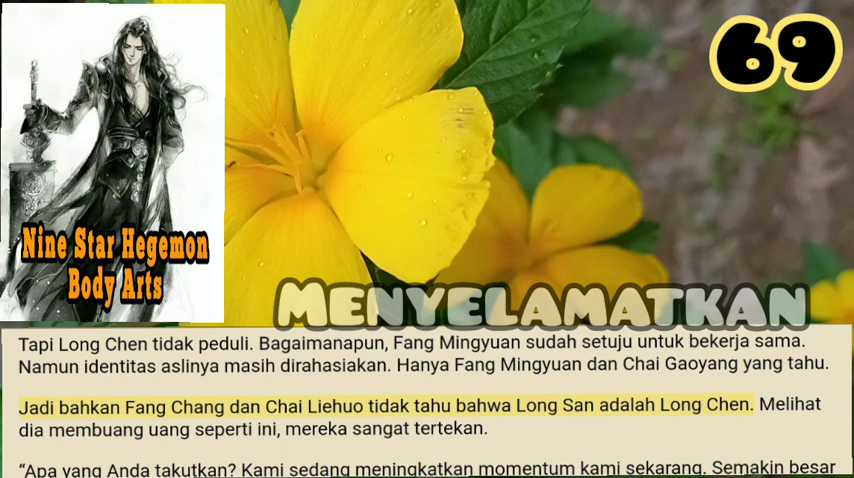 69
Nine Star Hegemon
Body Arts
Menyelamatkan
Tapi Long Chen tidak peduli. Bagaimanapun, Fang Mingyuan sudah setuju untuk bekerja sama.
Namun identitas aslinya masih dirahasiakan. Hanya Fang Mingyuan dan Chai Gaoyang yang tahu.
Jadi bahkan Fang Chang dan Chai Liehuo tidak tahu bahwa Long San adalah Long Chen. Melihat
dia membuang uang seperti ini, mereka sangat tertekan.
“Apa yang Anda takutkan? Kami sedang meningkatkan momentum kami sekarang. Semakin besar